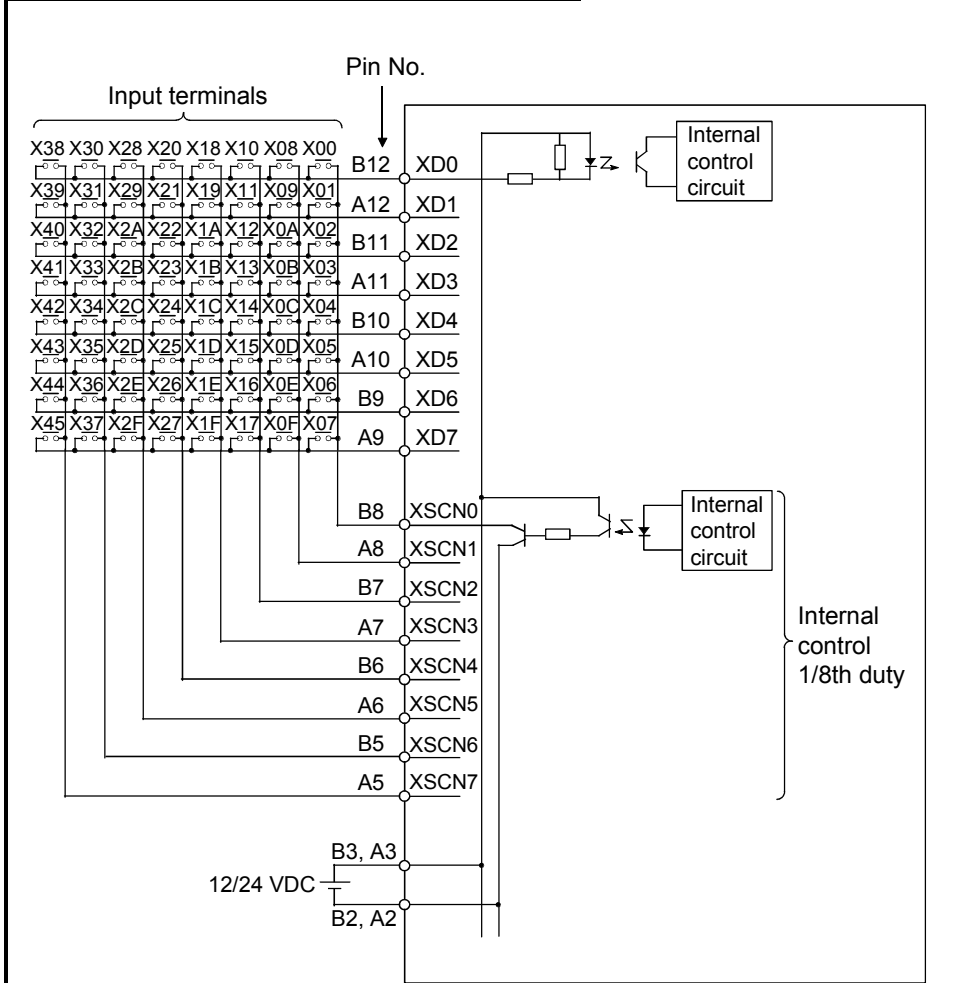 Pin No.
Input terminals
X38 X30 X28 X20 X18 X10 X08 X00
B12 XD0
Internal
control
circuit
X39 X31 X29 X21 X19 X11 X09 X01
A12 XD1
X40 X32 X2A X22 X1A X12 X0A X02
B11 XD2
X41 X33 X2B X23 X1B X13 X0B X03
A11 XD3
X42 X34 X2C X24 X1C X14 X0C X04
B10 XD4
X43 X35 X2D X25 X1D X15 X0D X05
A10 XD5
X44 X36 X2E X26 X1E X16 X0E X06
B9 XD6
X45 X37 X2F X27 X1F X17 X0F X07
A9 XD7
B8 XSCN0
Internal
control
circuit
A8 XSCN1
B7 XSCN2
A7 XSCN3
B6 XSCN4
A6 XSCN5
B5 XSCN6
A5 XSCN7
Internal
control
1/8th duty
B3, A3
12/24 VDC
B2, A2